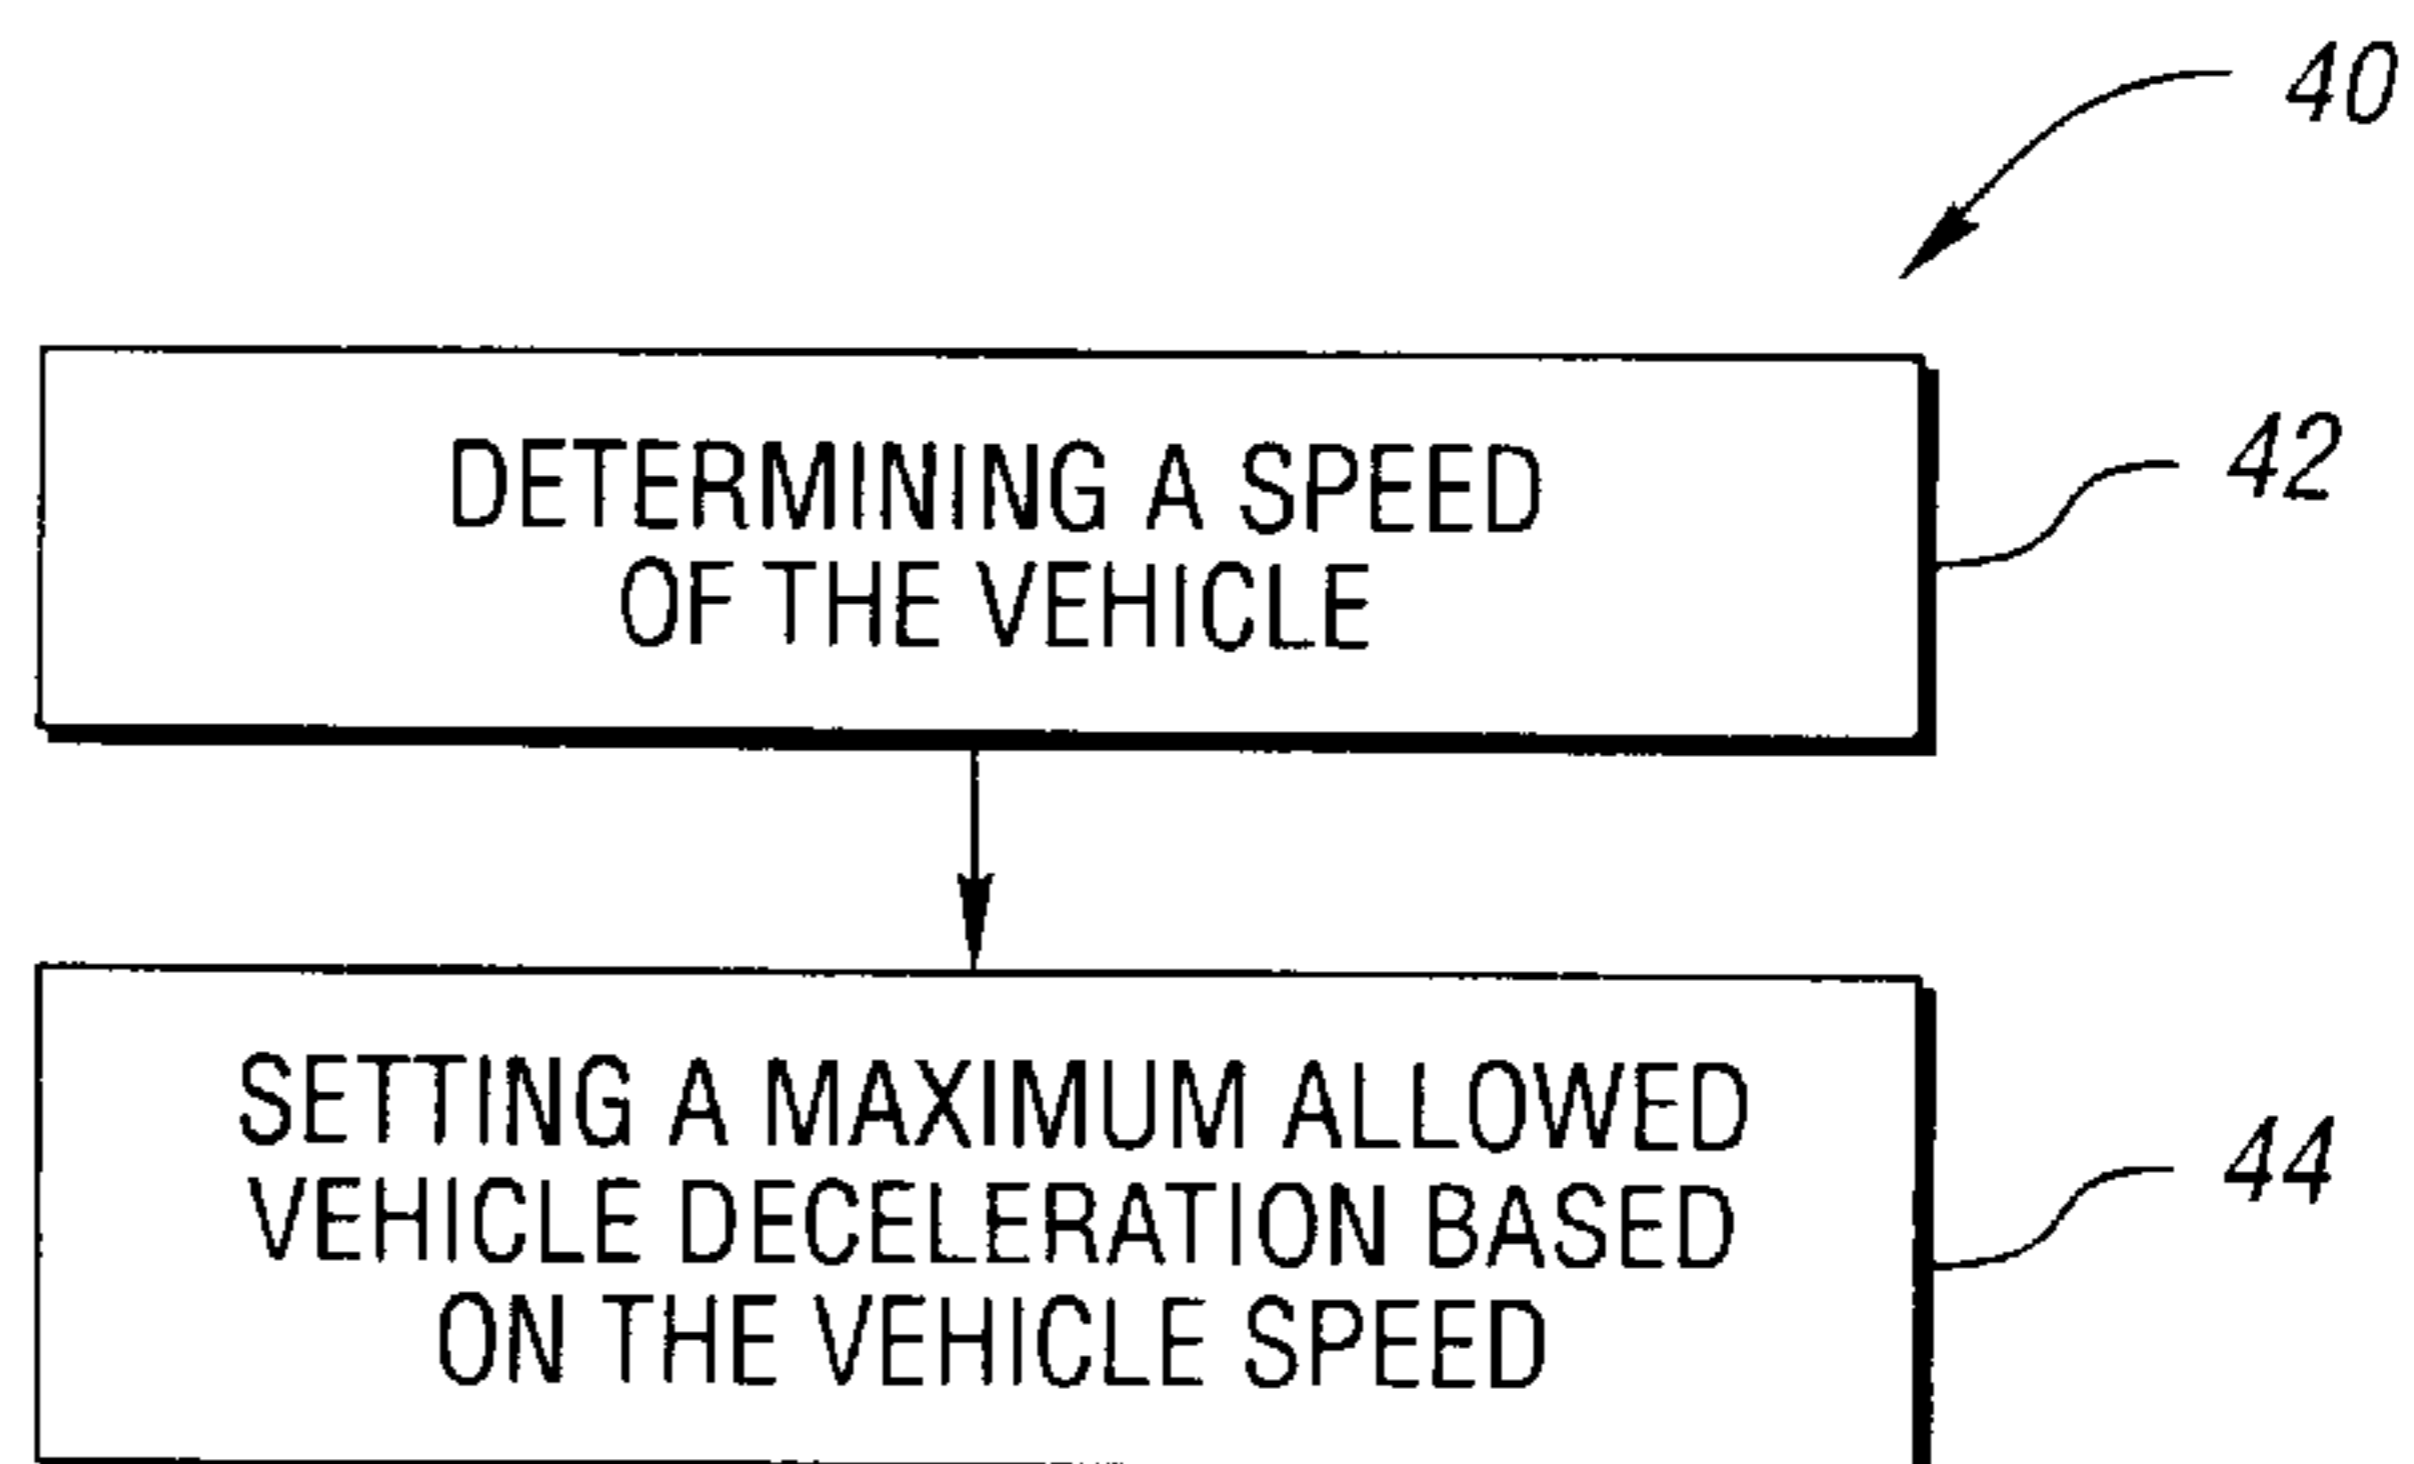 40
DETERMINING A SPEED
OF THE VEHICLE
42
SETTING A MAXIMUM ALLOWED
VEHICLE DECELERATION BASED
ON THE VEHICLE SPEED
44